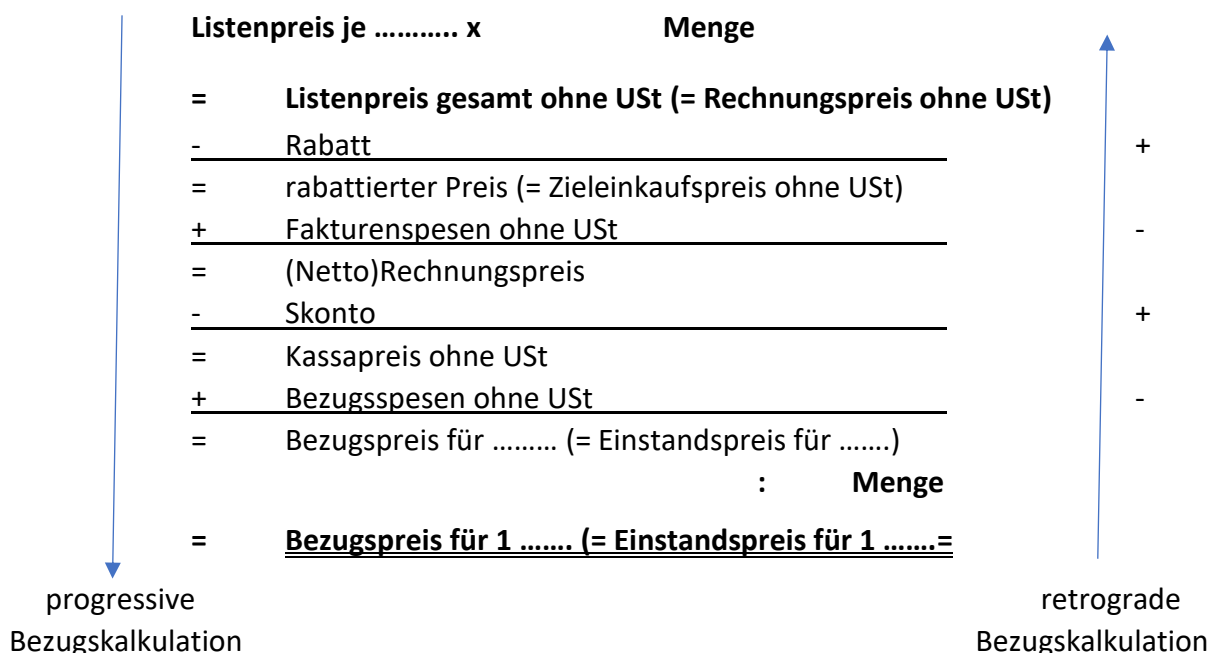 Listenpreis je ……….. x Menge
= Listenpreis gesamt ohne USt (= Rechnungspreis ohne USt)
- Rabatt +
= rabattierter Preis (= Zieleinkaufspreis ohne USt)
+ Fakturenspesen ohne USt -
= (Netto)Rechnungspreis
- Skonto +
= Kassapreis ohne USt
+ Bezugsspesen ohne USt -
= Bezugspreis für ……… (= Einstandspreis für …….)
: Menge
= Bezugspreis für 1 ……. (= Einstandspreis für 1 …….=
progressive retrograde
Bezugskalkulation Bezugskalkulation